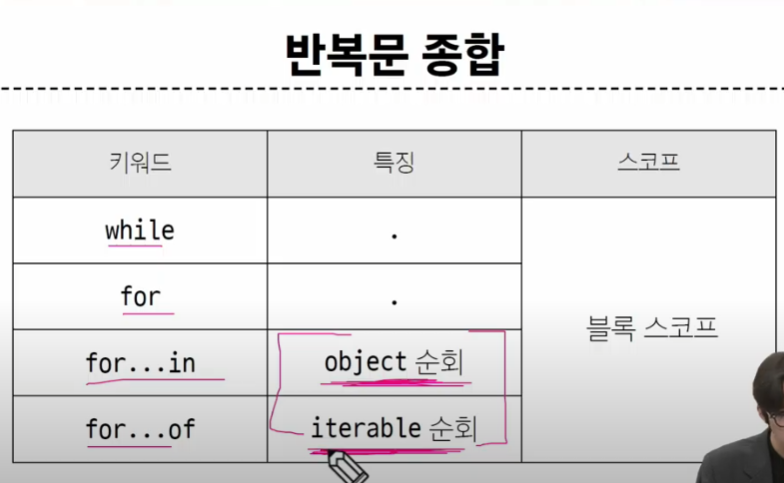 반복문 종합
키워드 특징 스코프
while .
for .
블록 스코프
for...in object 순회
for...of iterable 순회